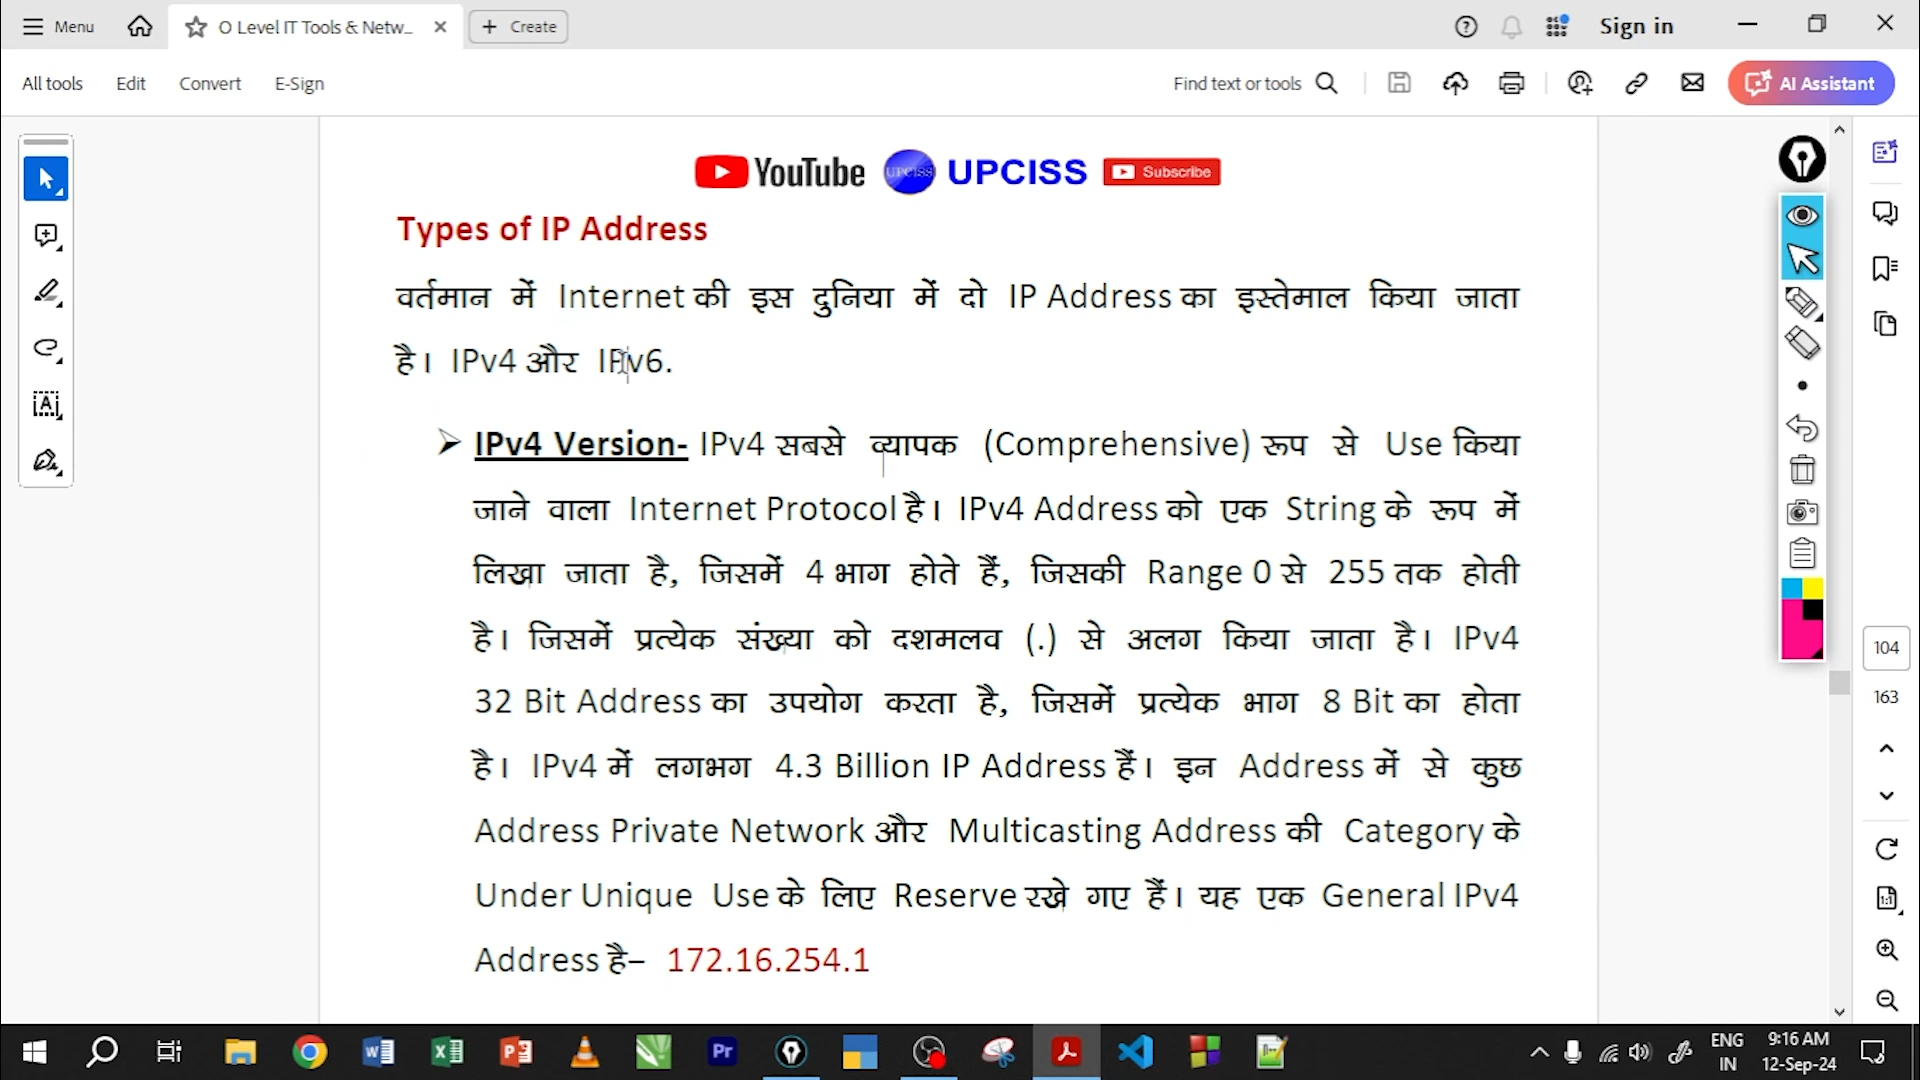 Menu
O Level IT Tools & Netw...
Create
Sign in
All tools
Edit
Convert
E-Sign
Find text or tools
AI Assistant
YouTube UPCISS Subscribe
Types of IP Address
वर्तमान में Internet की इस दुनिया में दो IP Address का इस्तेमाल किया जाता
है। IPv4 और IPv6.
➢ IPv4 Version- IPv4 सबसे व्यापक (Comprehensive) रूप से Use किया
जाने वाला Internet Protocol है। IPv4 Address को एक String के रूप में
लिखा जाता है, जिसमें 4 भाग होते हैं, जिसकी Range 0 से 255 तक होती
है। जिसमें प्रत्येक संख्या को दशमलव (.) से अलग किया जाता है। IPv4
32 Bit Address का उपयोग करता है, जिसमें प्रत्येक भाग 8 Bit का होता
है। IPv4 में लगभग 4.3 Billion IP Address हैं। इन Address में से कुछ
Address Private Network और Multicasting Address की Category के
Under Unique Use के लिए Reserve रखे गए हैं। यह एक General IPv4
Address है– 172.16.254.1
104
163
ENG
IN
9:16 AM
12-Sep-24